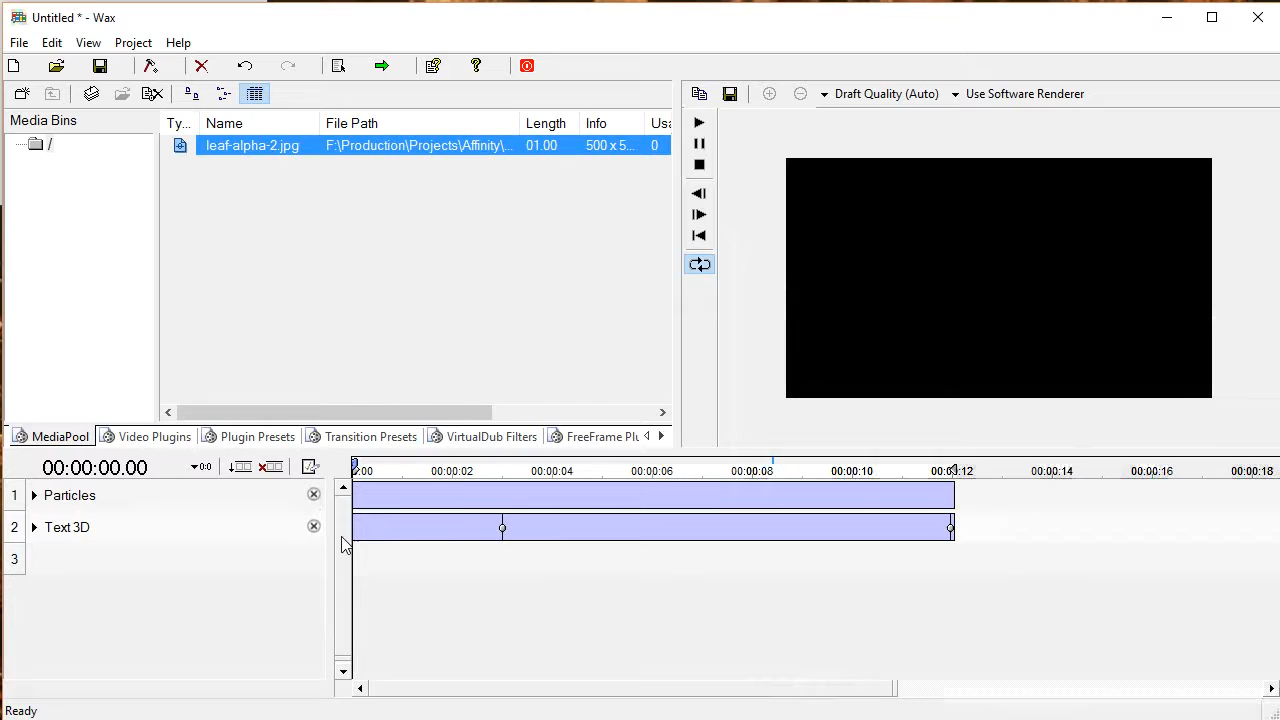 Untitled * - Wax
File Edit View Project Help
Media Bins
/
Ty... Name File Path Length Info Usa
leaf-alpha-2.jpg F:\Production\Projects\Affinity\... 01.00 500 x 5... 0
Draft Quality (Auto) Use Software Renderer
MediaPool Video Plugins Plugin Presets Transition Presets VirtualDub Filters FreeFrame Plu
00:00:00.00 :00 00:00:02 00:00:04 00:00:06 00:00:08 00:00:10 00:00:12 00:00:14 00:00:16 00:00:18
1 Particles
2 Text 3D
3
Ready